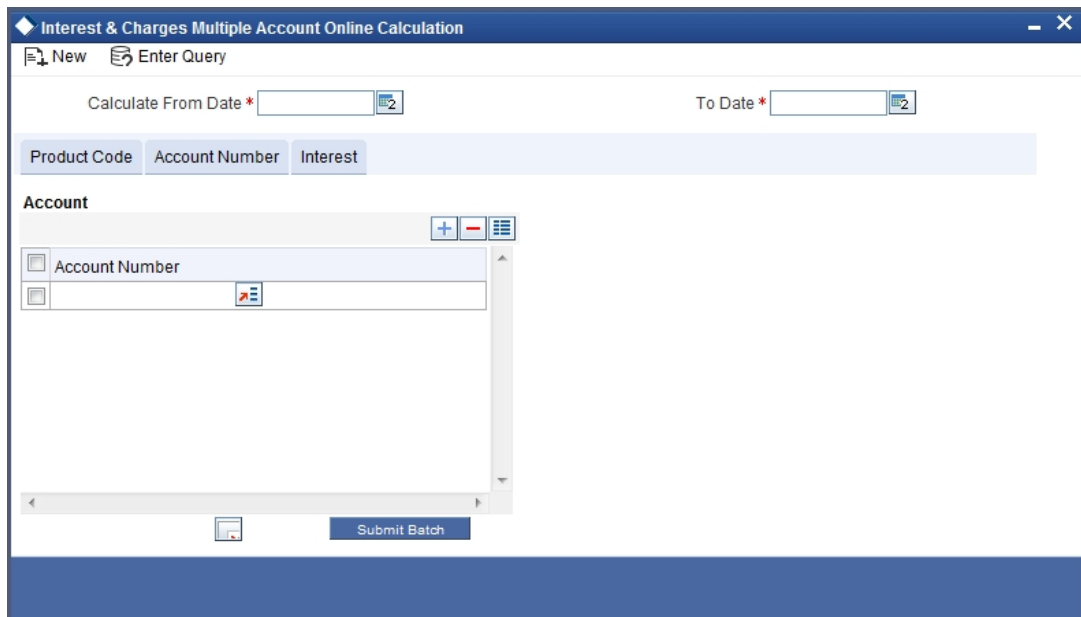 Interest & Charges Multiple Account Online Calculation
New Enter Query
Calculate From Date * To Date *
Product Code Account Number Interest
Account
Account Number
Submit Batch